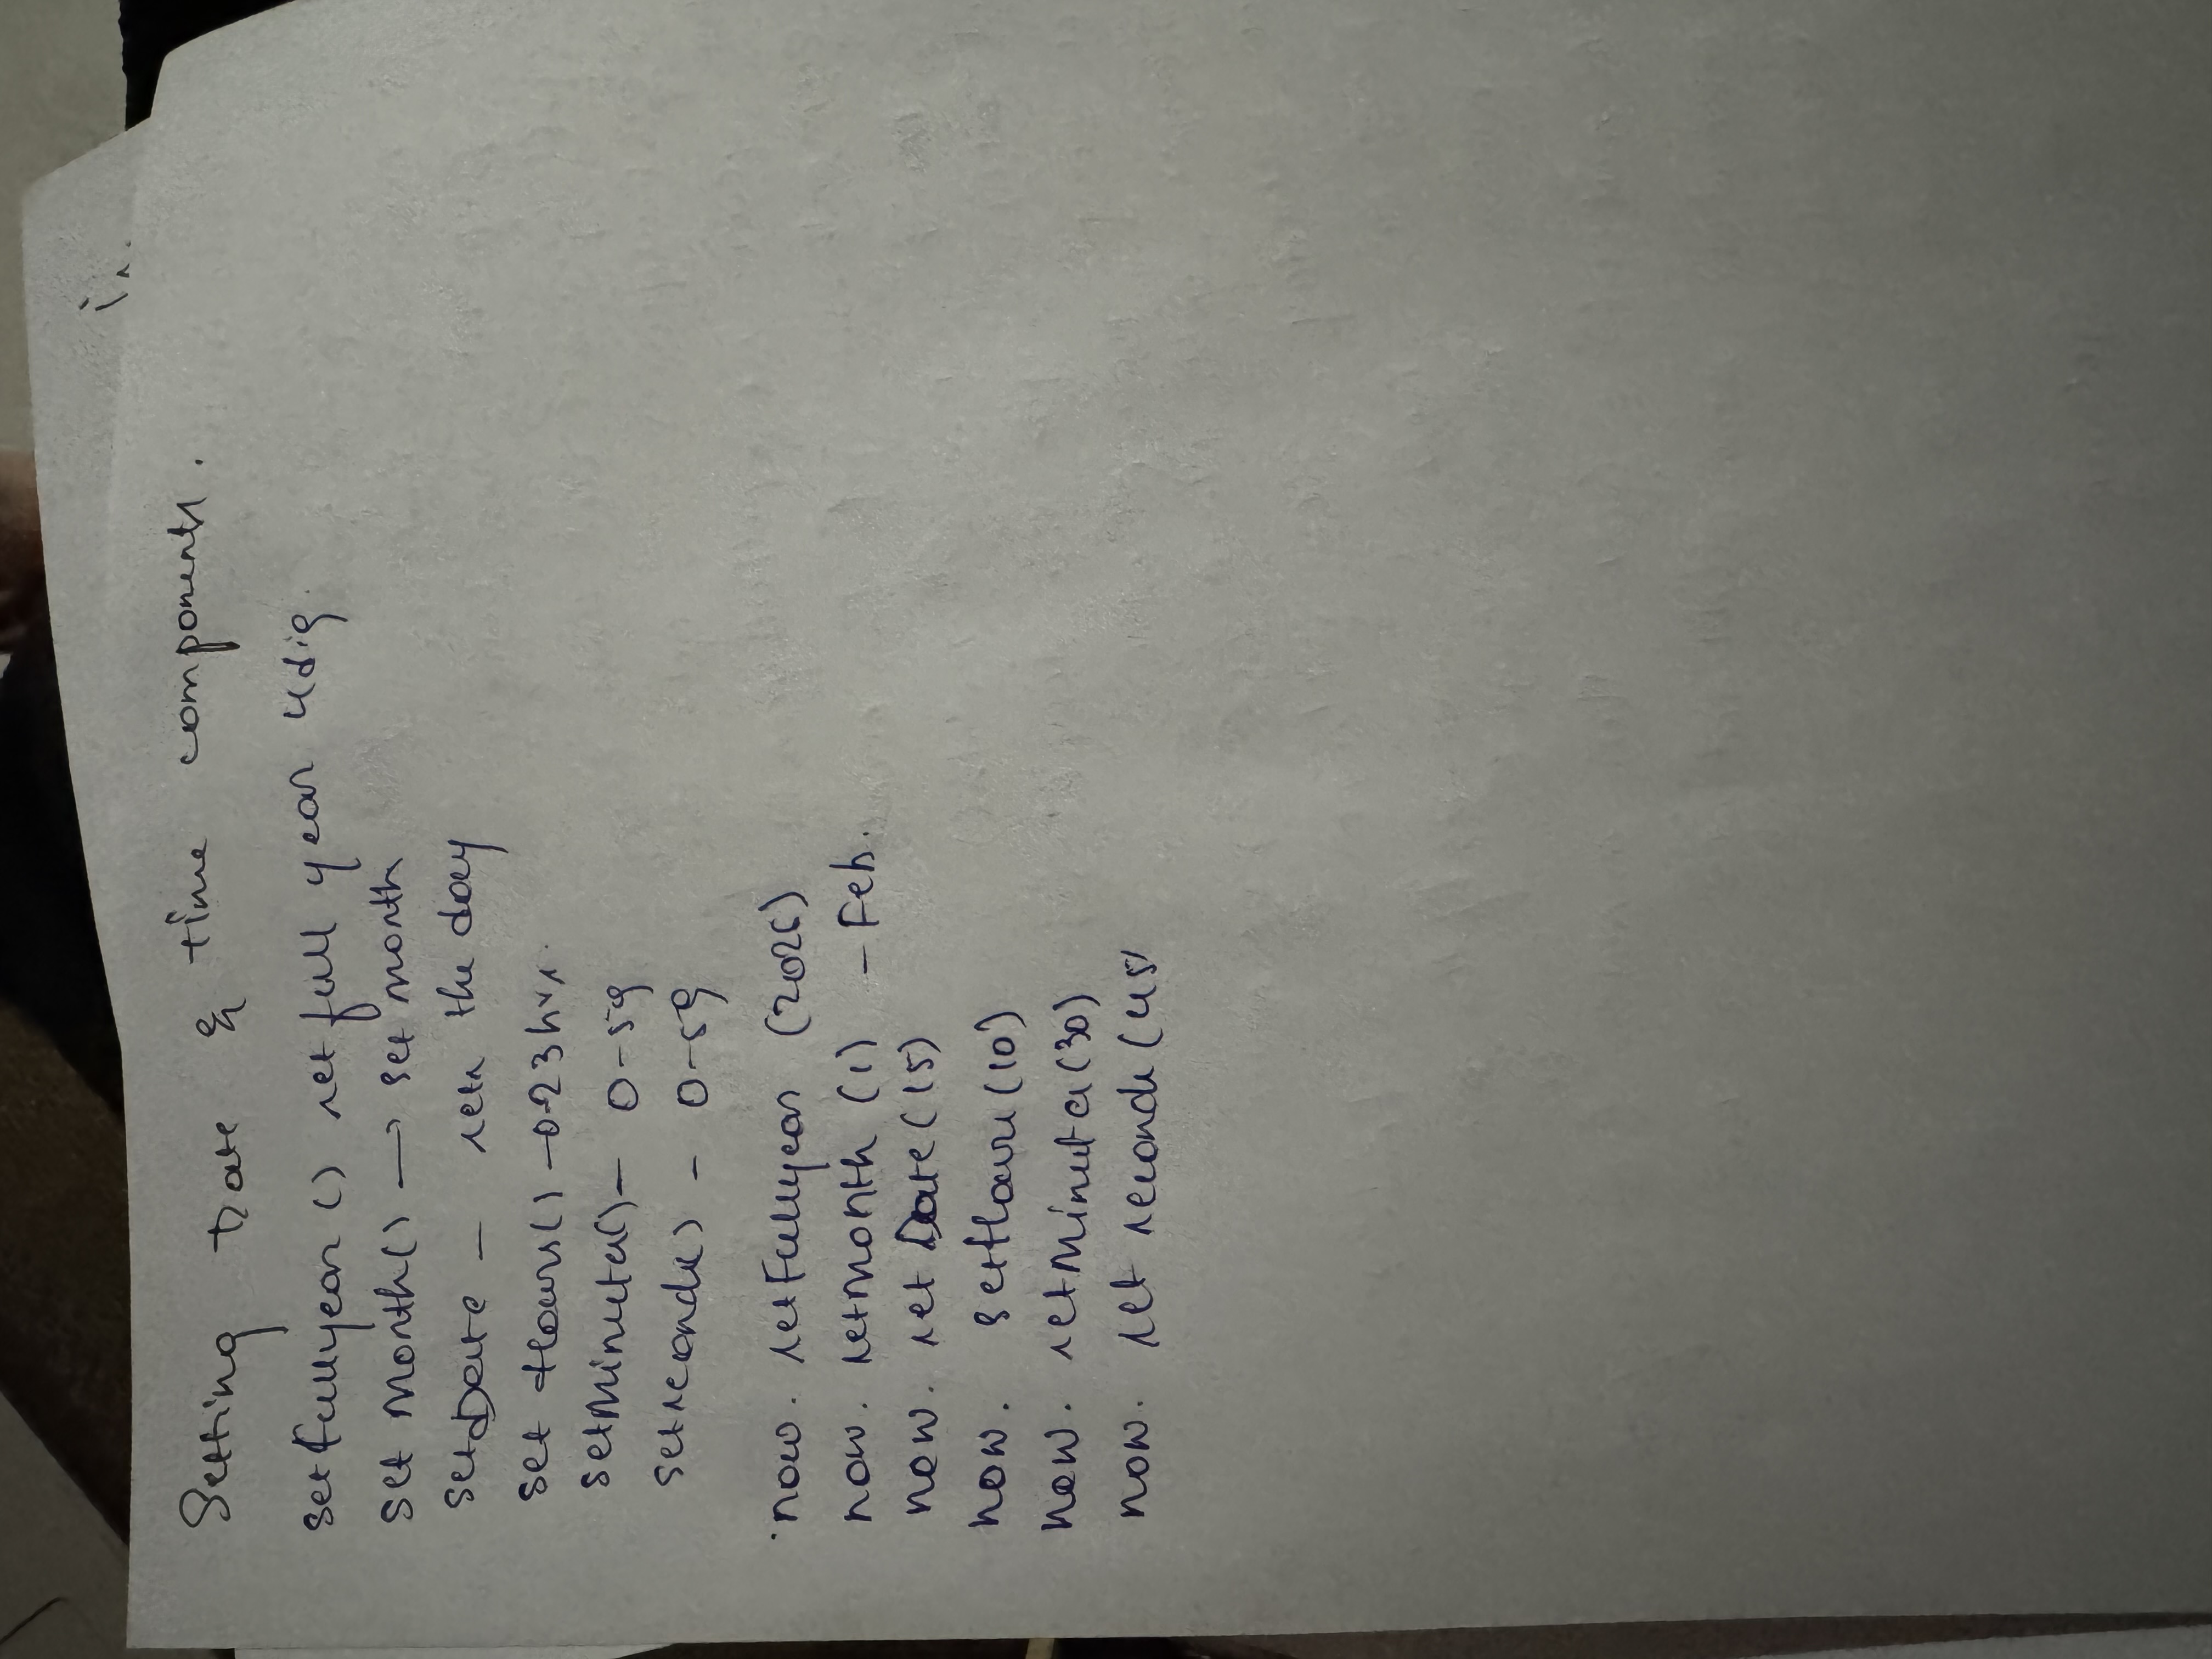 Setting Date & time components.
setFullyear () set full year 4dig.
set Month() → set month
setDate - sets the day
set Hours() - 0-23 hrs.
setMinutes() - 0-59
setseconds) - 0-59
now. setFullyear (2026)
now. setmonth (1) - Feb.
now. set Date (15)
now. setHours (10)
now. setMinutes (30)
now. set seconds (45)